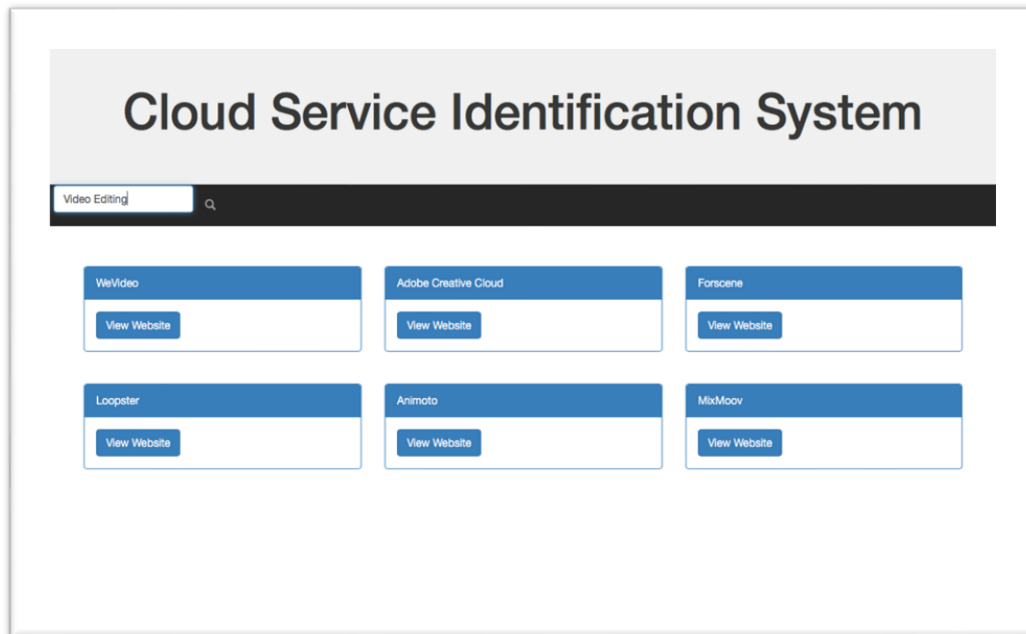 Cloud Service Identification System
Video Editing
WeVideo
Adobe Creative Cloud
Forscene
View Website
View Website
View Website
Loopster
Animoto
MixMoov
View Website
View Website
View Website